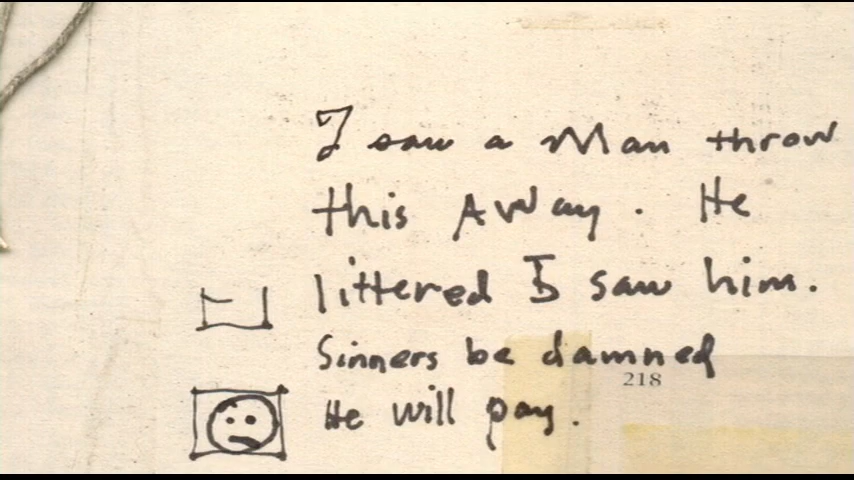 I saw a Man throw
this AWay. He
littered I saw him.
Sinners be damned
218
He will pay.